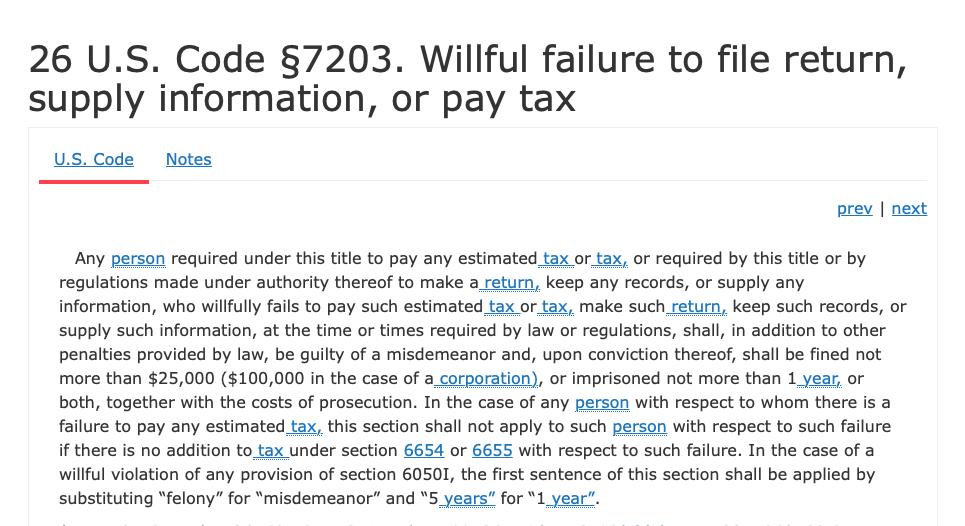 26 U.S. Code §7203. Willful failure to file return,
supply information, or pay tax
U.S. Code Notes
prev | next
Any person required under this title to pay any estimated tax or tax, or required by this title or by
regulations made under authority thereof to make a return, keep any records, or supply any
information, who willfully fails to pay such estimated tax or tax, make such return, keep such records, or
supply such information, at the time or times required by law or regulations, shall, in addition to other
penalties provided by law, be guilty of a misdemeanor and, upon conviction thereof, shall be fined not
more than $25,000 ($100,000 in the case of a corporation), or imprisoned not more than 1 year, or
both, together with the costs of prosecution. In the case of any person with respect to whom there is a
failure to pay any estimated tax, this section shall not apply to such person with respect to such failure
if there is no addition to tax under section 6654 or 6655 with respect to such failure. In the case of a
willful violation of any provision of section 6050I, the first sentence of this section shall be applied by
substituting “felony” for “misdemeanor” and “5 years” for “1 year”.